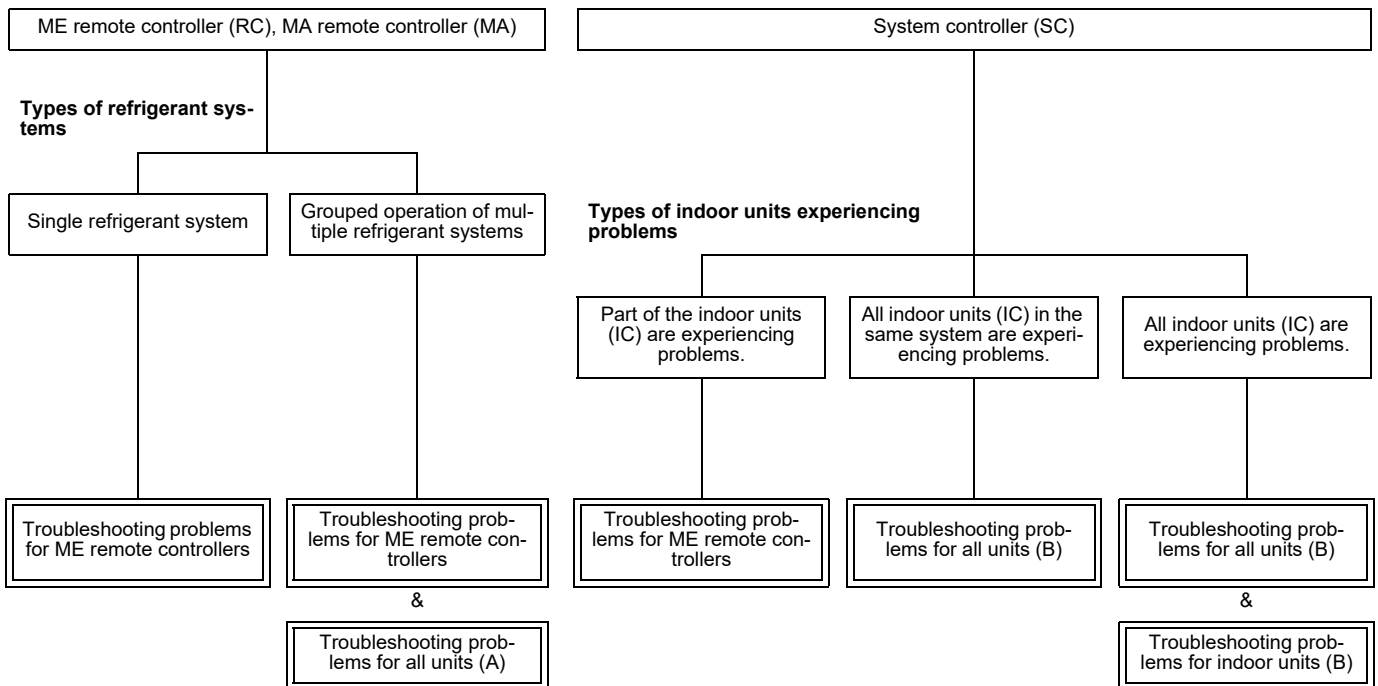 ME remote controller (RC), MA remote controller (MA)
System controller (SC)
Types of refrigerant sys-
tems
Single refrigerant system
Grouped operation of mul-
tiple refrigerant systems
Types of indoor units experiencing
problems
Part of the indoor units
(IC) are experiencing
problems.
All indoor units (IC) in the
same system are experi-
encing problems.
All indoor units (IC) are
experiencing problems.
Troubleshooting problems
for ME remote controllers
Troubleshooting prob-
lems for ME remote con-
trollers
&
Troubleshooting prob-
lems for all units (A)
Troubleshooting prob-
lems for ME remote con-
trollers
Troubleshooting prob-
lems for all units (B)
Troubleshooting prob-
lems for all units (B)
&
Troubleshooting prob-
lems for indoor units (B)